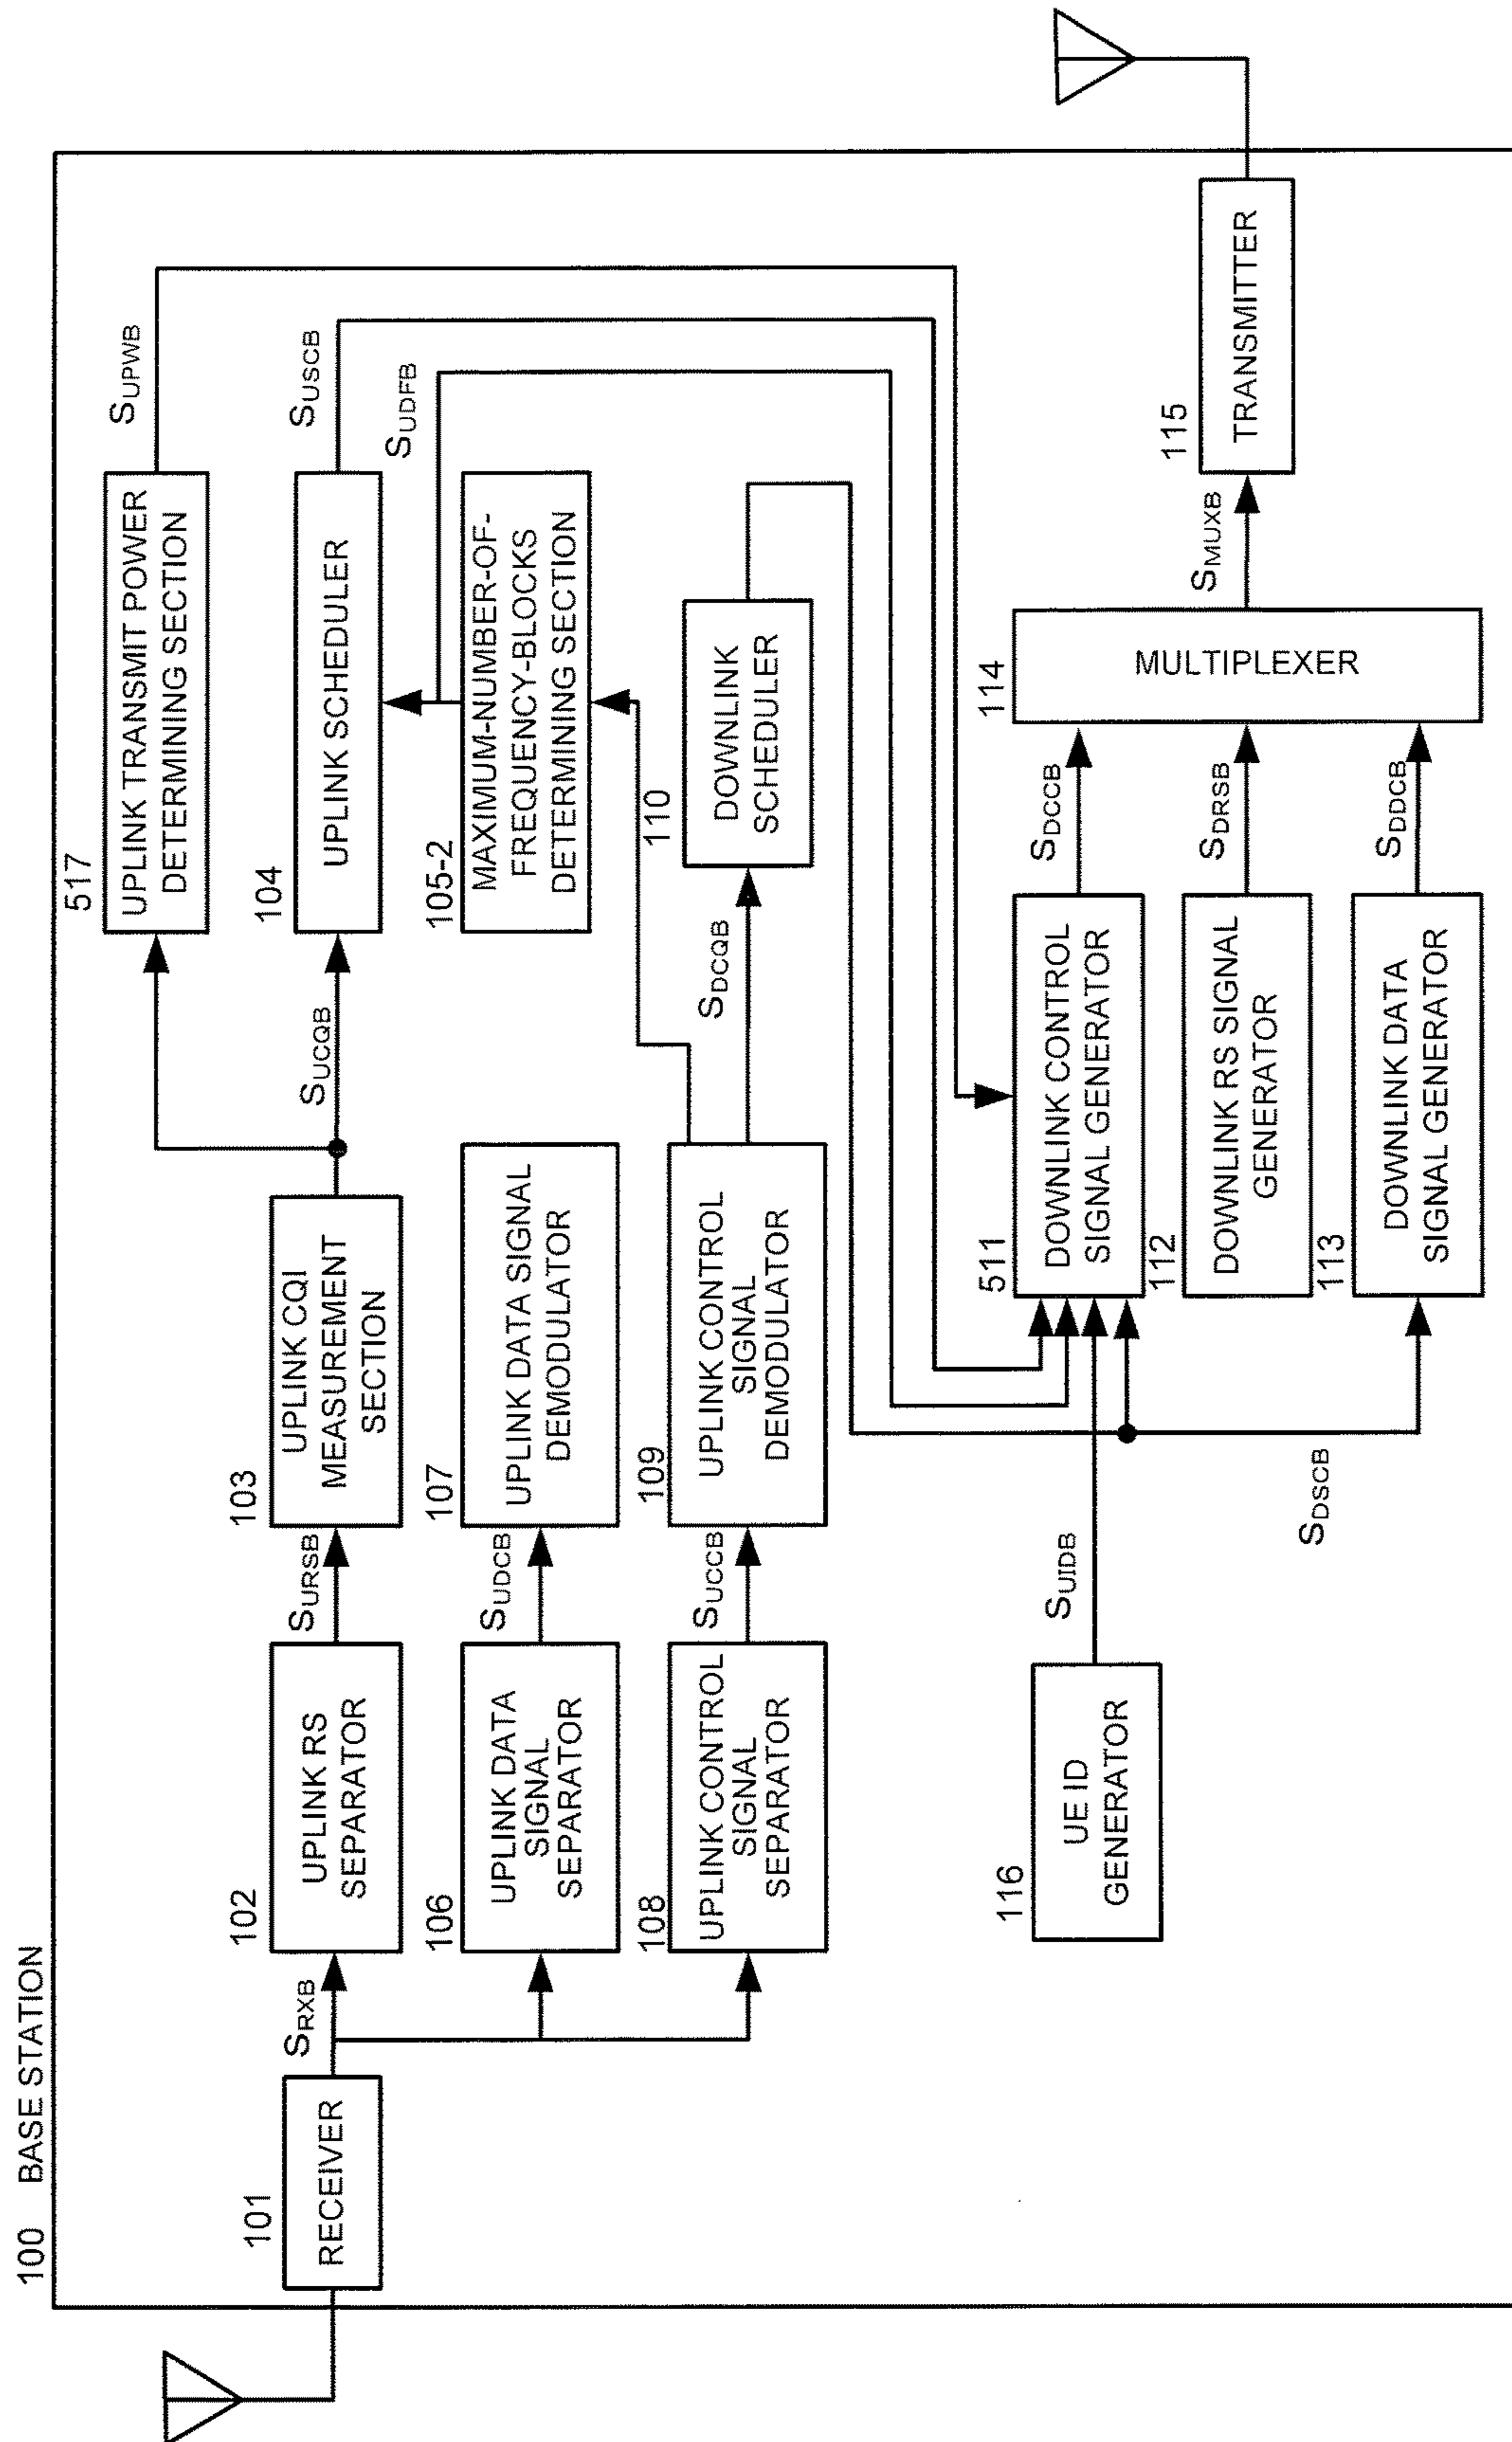 100 BASE STATION
101
RECEIVER
SRXB
102
UPLINK RS
SEPARATOR
SURSB
103
UPLINK CQI
MEASUREMENT
SECTION
SUCQB
517
UPLINK TRANSMIT POWER
DETERMINING SECTION
SUPWB
104
UPLINK SCHEDULER
SUSCB
SUDFB
105-2
MAXIMUM-NUMBER-OF-
FREQUENCY-BLOCKS
DETERMINING SECTION
106
UPLINK DATA
SIGNAL
SEPARATOR
SUDCB
107
UPLINK DATA SIGNAL
DEMODULATOR
108
UPLINK CONTROL
SIGNAL
SEPARATOR
SUCCB
109
UPLINK CONTROL
SIGNAL
DEMODULATOR
SDCQB
110
DOWNLINK
SCHEDULER
116
UE ID
GENERATOR
SUIDB
SDSCB
511
DOWNLINK CONTROL
SIGNAL GENERATOR
SDCCB
112
DOWNLINK RS SIGNAL
GENERATOR
SDRSB
113
DOWNLINK DATA
SIGNAL GENERATOR
SDDCB
114
MULTIPLEXER
SMUXB
115
TRANSMITTER